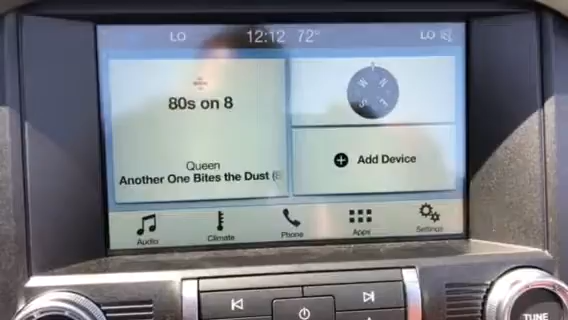 LO 12:12 72° LO
80s on 8
Queen
Another One Bites the Dust (8
N
W
E
S
Add Device
Audio Climate Phone Apps Settings
TUNE